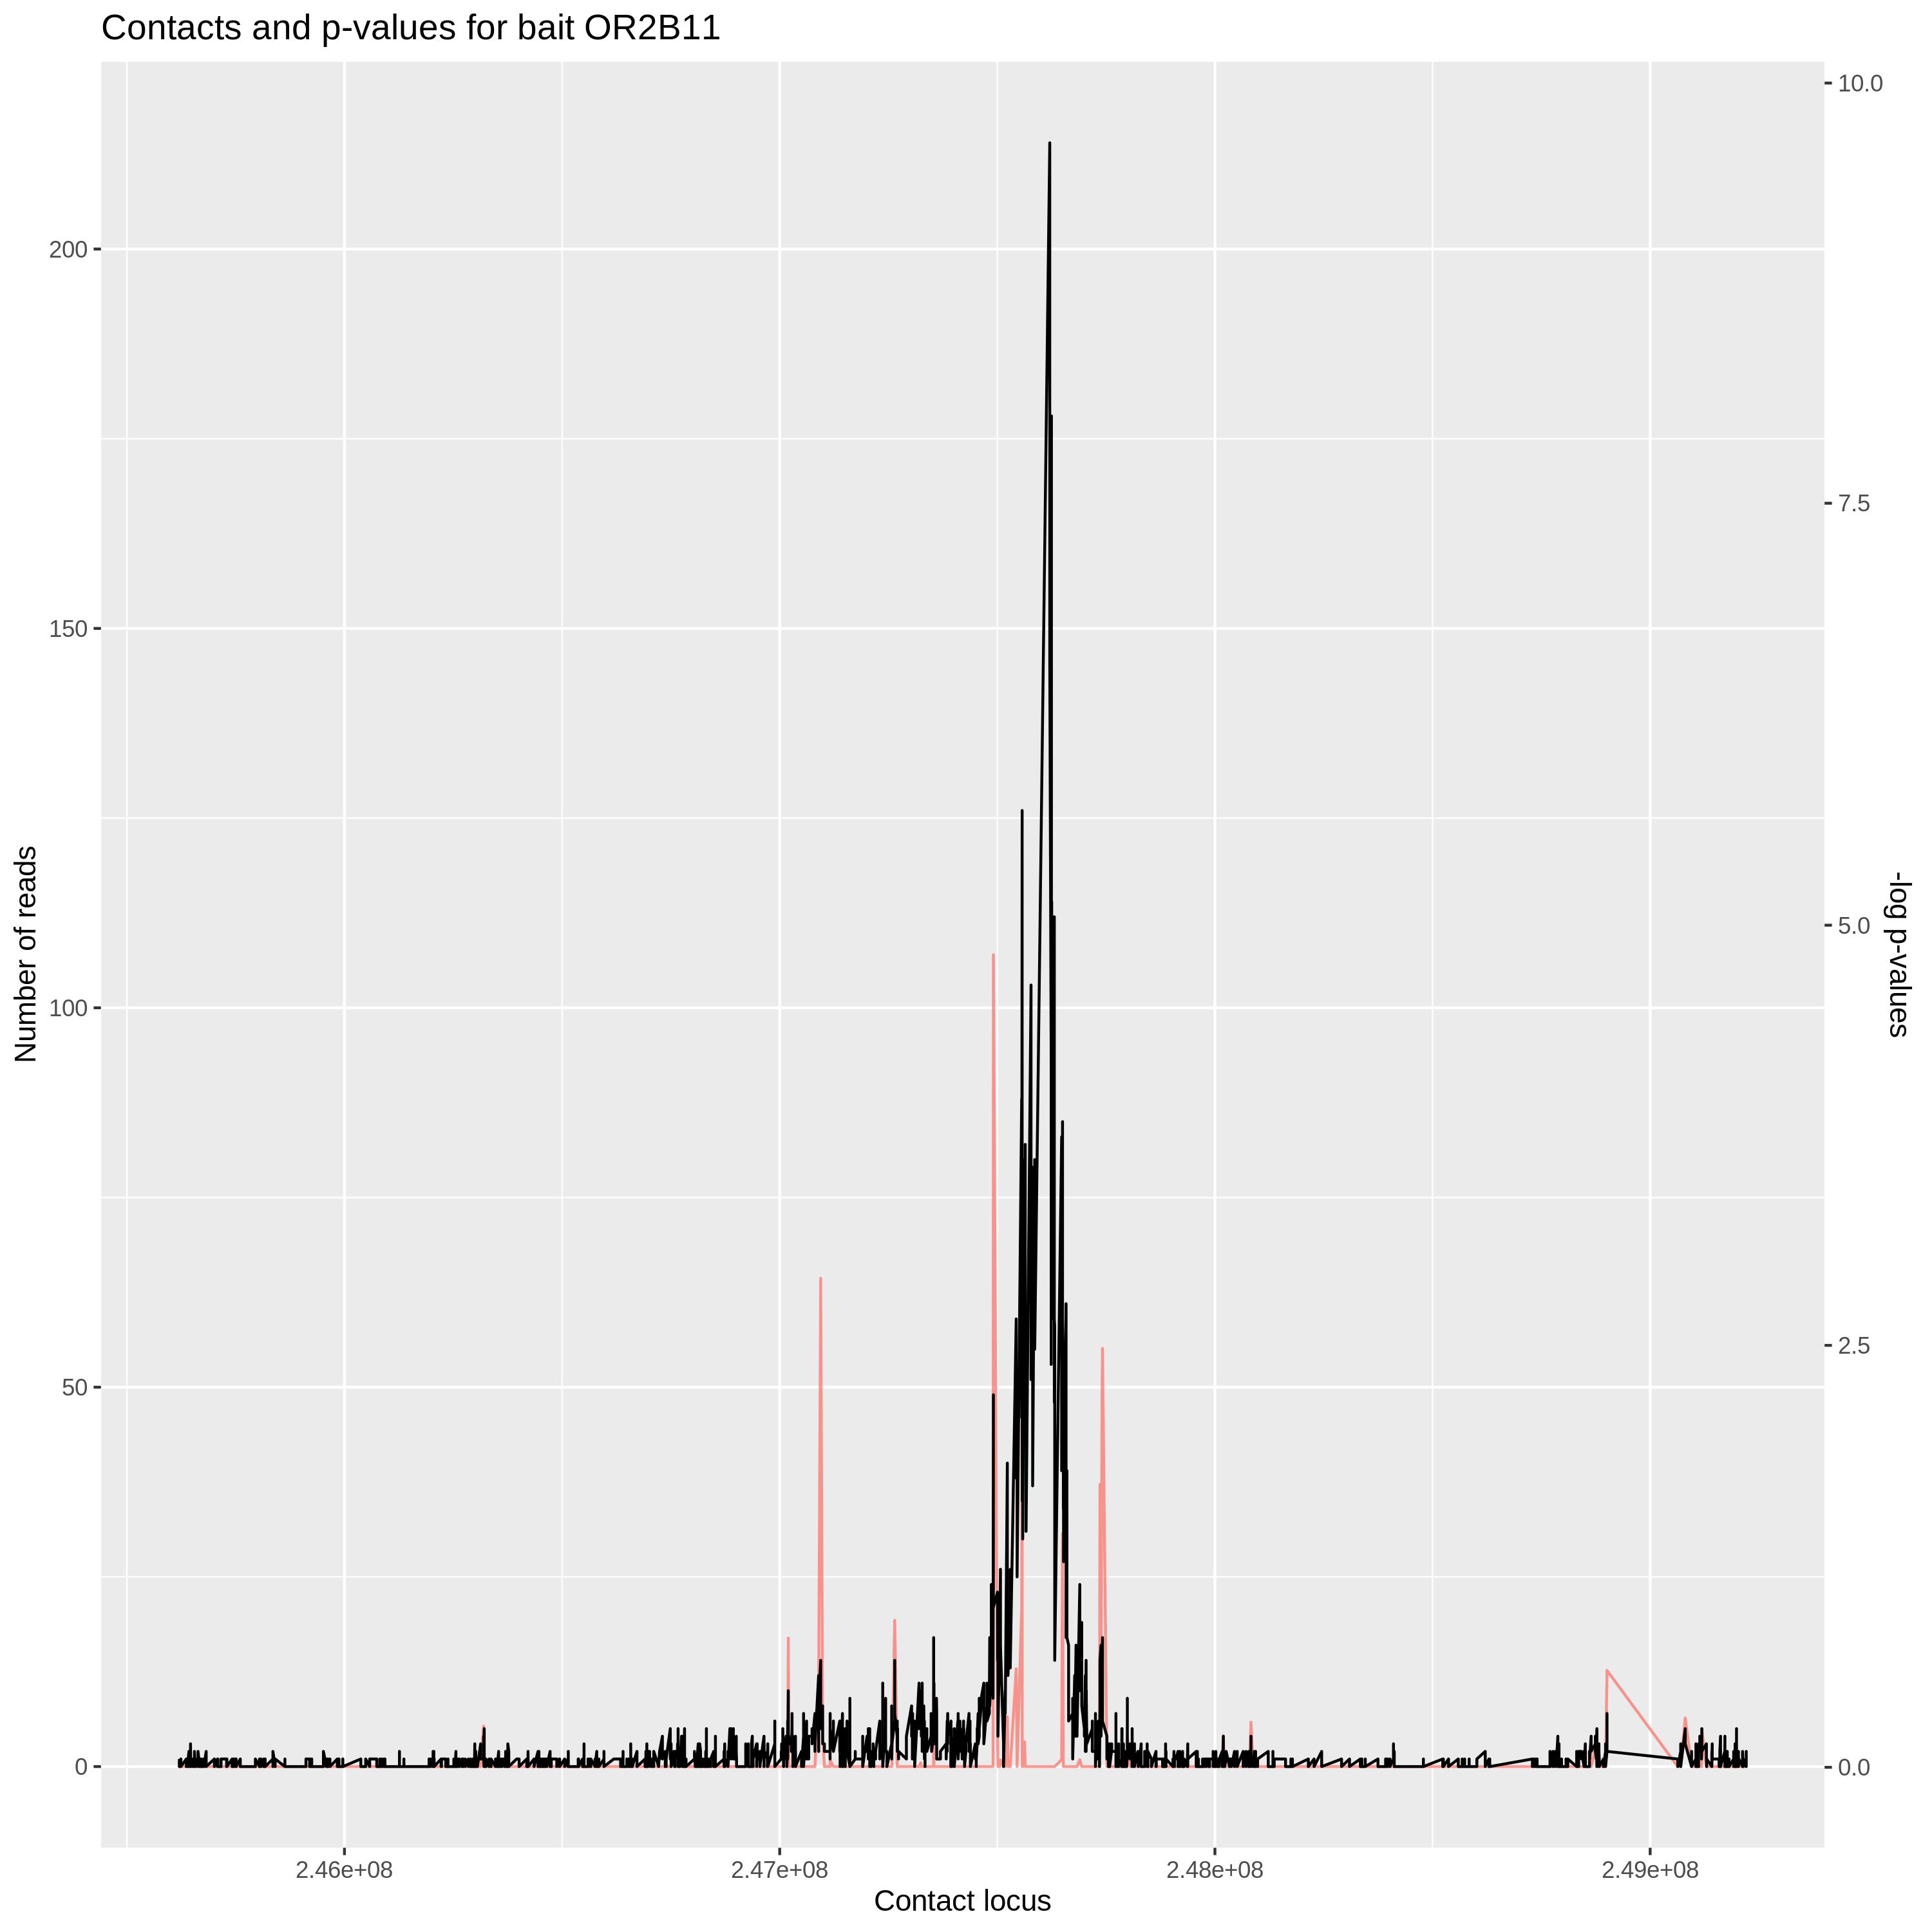 Contacts and p-values for bait OR2B11
Number of reads
200
150
100
50
0
10.0
7.5
5.0
2.5
0.0
-log p-values
2.46e+08
2.47e+08
2.48e+08
2.49e+08
Contact locus